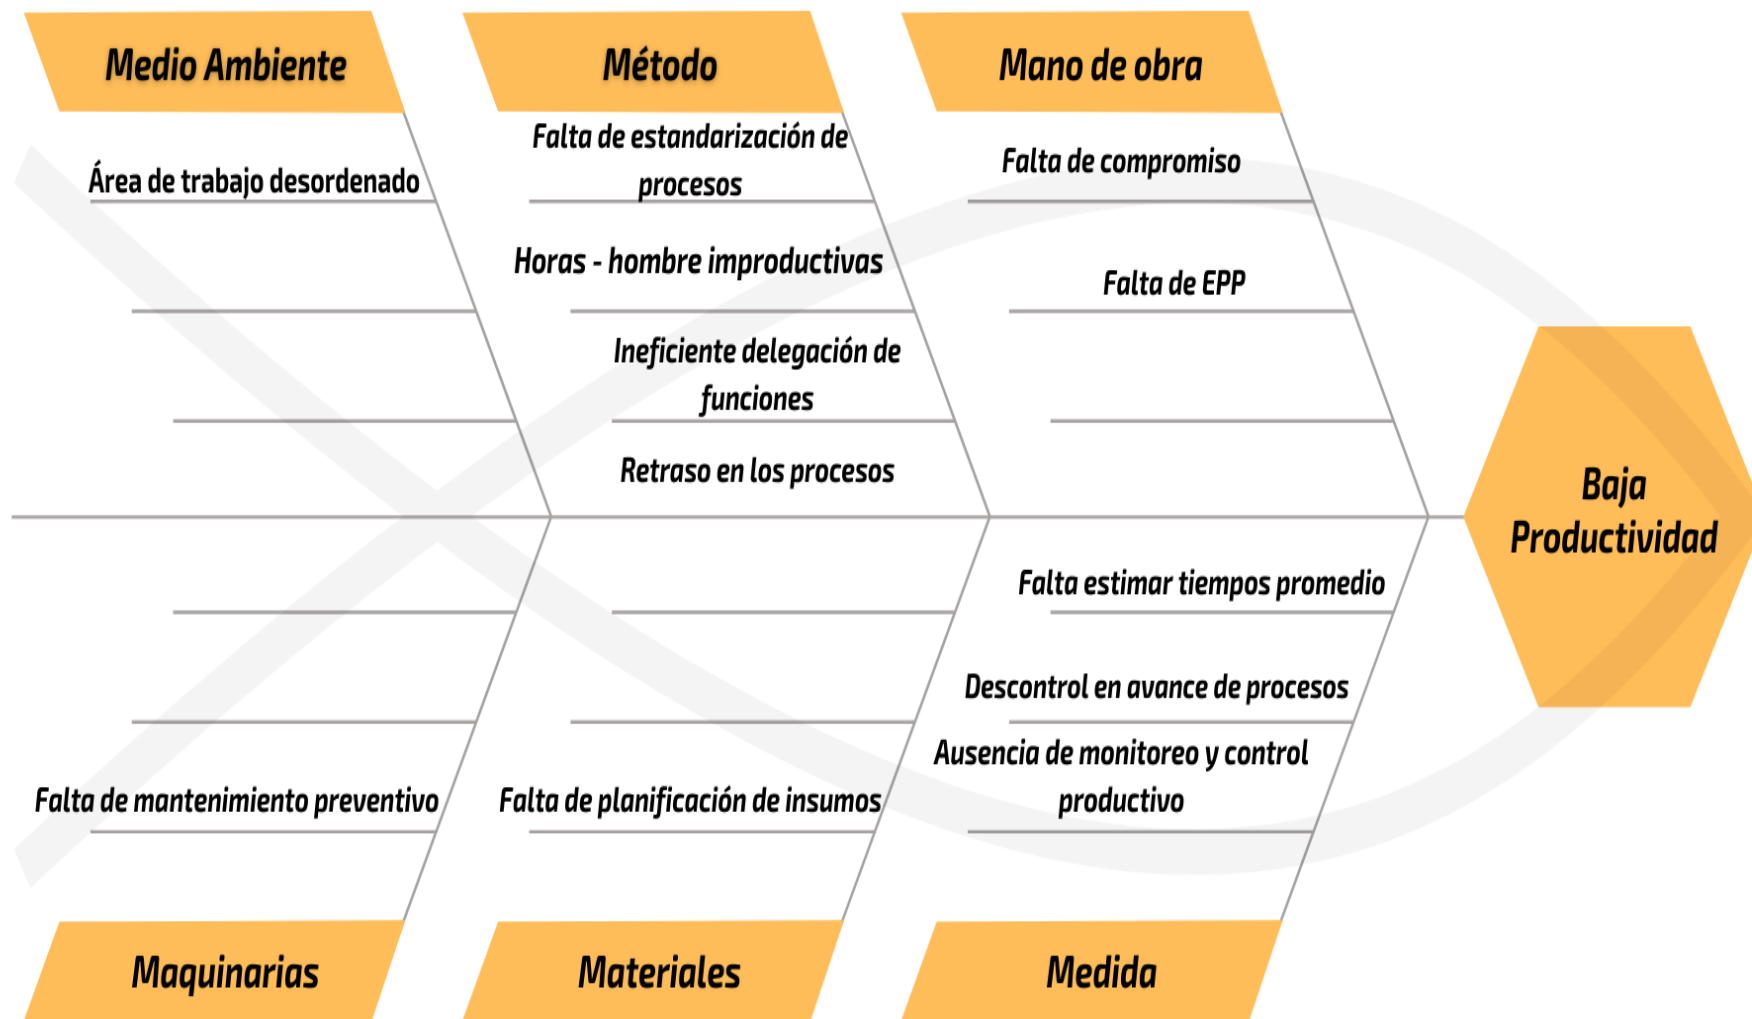 Medio Ambiente
Método
Mano de obra
Área de trabajo desordenado
Falta de estandarización de
procesos
Horas - hombre improductivas
Ineficiente delegación de
funciones
Retraso en los procesos
Falta de compromiso
Falta de EPP
Baja
Productividad
Falta de mantenimiento preventivo
Falta de planificación de insumos
Falta estimar tiempos promedio
Descontrol en avance de procesos
Ausencia de monitoreo y control
productivo
Maquinarias
Materiales
Medida